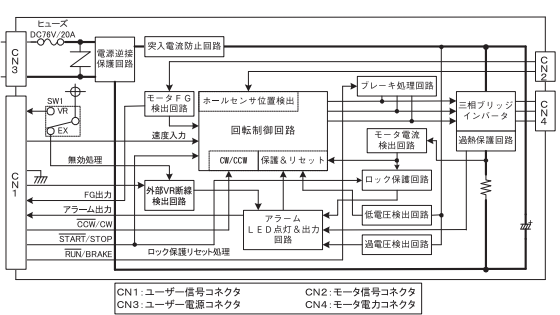 ヒューズ
DC76V/20A
CN3
電源逆接
保護回路
突入電流防止回路
CN2
CN4
モータFG
検出回路
ホールセンサ位置検出
回転制御回路
CW/CCW
保護&リセット
ブレーキ処理回路
三相ブリッジ
インバータ
過熱保護回路
モータ電流
検出回路
ロック保護回路
低電圧検出回路
過電圧検出回路
CN1
SW1
VR
EX
速度入力
無効処理
外部VR断線
検出回路
FG出力
アラーム出力
CCW/CW
START/STOP
RUN/BRAKE
ロック保護リセット処理
アラーム
LED点灯&出力
回路
CN1:ユーザー信号コネクタ
CN2:モータ信号コネクタ
CN3:ユーザー電源コネクタ
CN4:モータ電力コネクタ